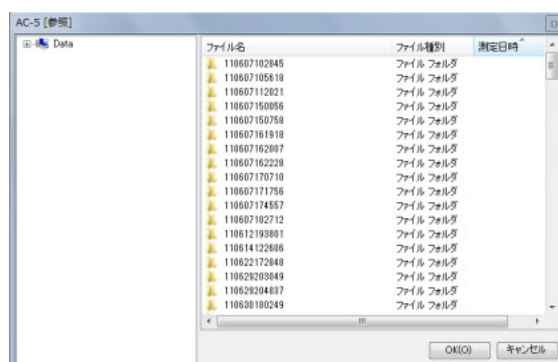 AC-5 [参照]
Data
ファイル名 ファイル種別 測定日時
110607102845 ファイル フォルダ
110607105618 ファイル フォルダ
110607112021 ファイル フォルダ
110607150056 ファイル フォルダ
110607150758 ファイル フォルダ
110607161918 ファイル フォルダ
110607162007 ファイル フォルダ
110607162228 ファイル フォルダ
110607170710 ファイル フォルダ
110607171756 ファイル フォルダ
110607174557 ファイル フォルダ
110607182712 ファイル フォルダ
110612193801 ファイル フォルダ
110614122606 ファイル フォルダ
110622172848 ファイル フォルダ
110629203049 ファイル フォルダ
110629204837 ファイル フォルダ
110630180249 ファイル フォルダ
OK(O) キャンセル